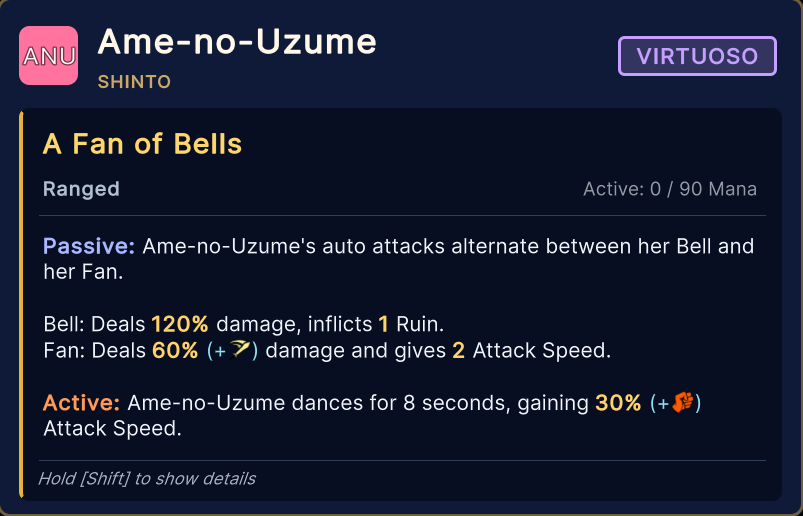 ANU
Ame-no-Uzume
SHINTO
VIRTUOSO
A Fan of Bells
Ranged
Active: 0 / 90 Mana
Passive: Ame-no-Uzume's auto attacks alternate between her Bell and
her Fan.
Bell: Deals 120% damage, inflicts 1 Ruin.
Fan: Deals 60% (+) damage and gives 2 Attack Speed.
Active: Ame-no-Uzume dances for 8 seconds, gaining 30% (+)
Attack Speed.
Hold [Shift] to show details